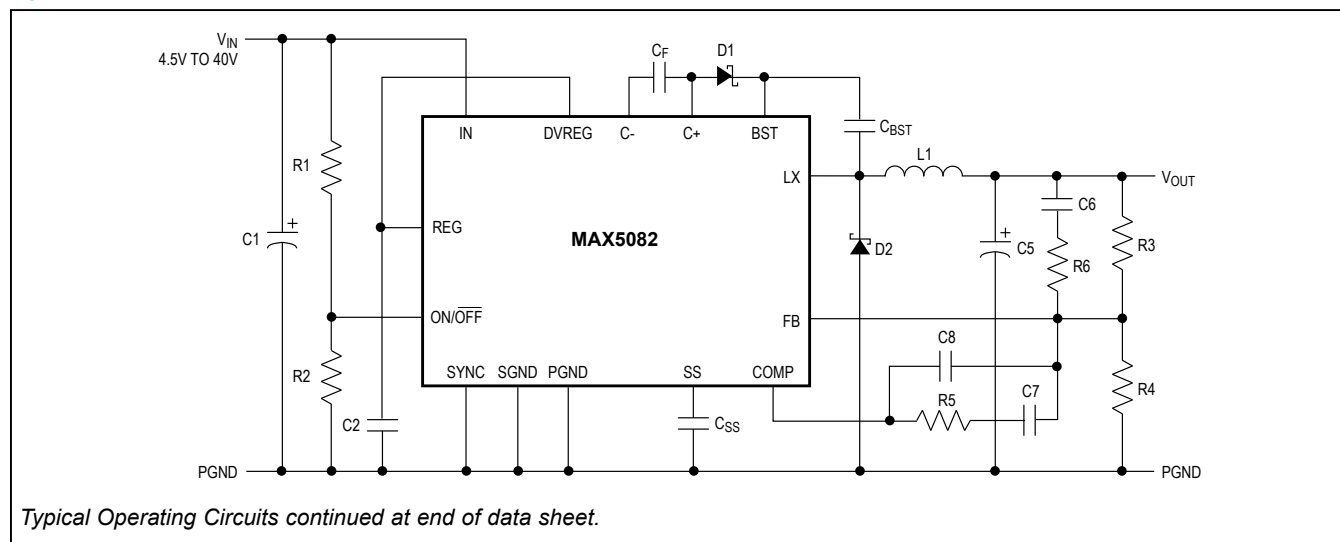 VIN
4.5V TO 40V
CF
D1
IN
DVREG
C-
C+
BST
CBST
R1
LX
L1
VOUT
C6
C1
+
REG
MAX5082
D2
+
C5
R6
R3
ON/OFF
FB
C8
R2
SYNC
SGND
PGND
SS
COMP
R5
C7
R4
C2
CSS
PGND
PGND
Typical Operating Circuits continued at end of data sheet.